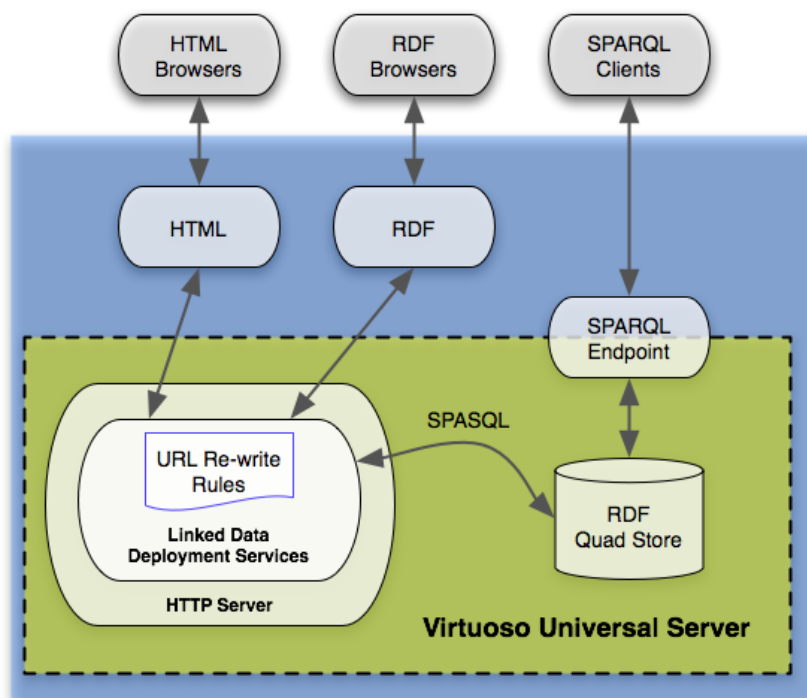 HTML
Browsers
RDF
Browsers
SPARQL
Clients
HTML
RDF
SPARQL
Endpoint
SPASQL
URL Re-write
Rules
Linked Data
Deployment Services
HTTP Server
RDF
Quad Store
Virtuoso Universal Server